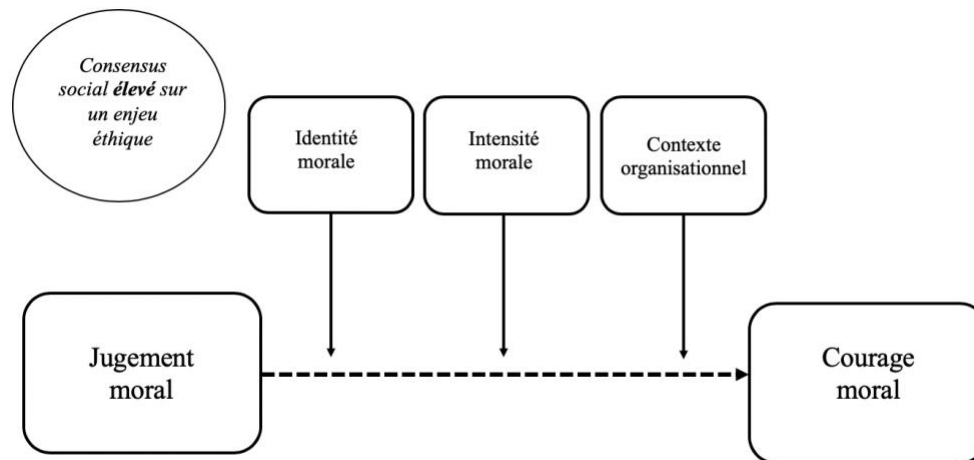 Consensus
social élevé sur
un enjeu
éthique
Identité
morale
Intensité
morale
Contexte
organisationnel
Jugement
moral
Courage
moral